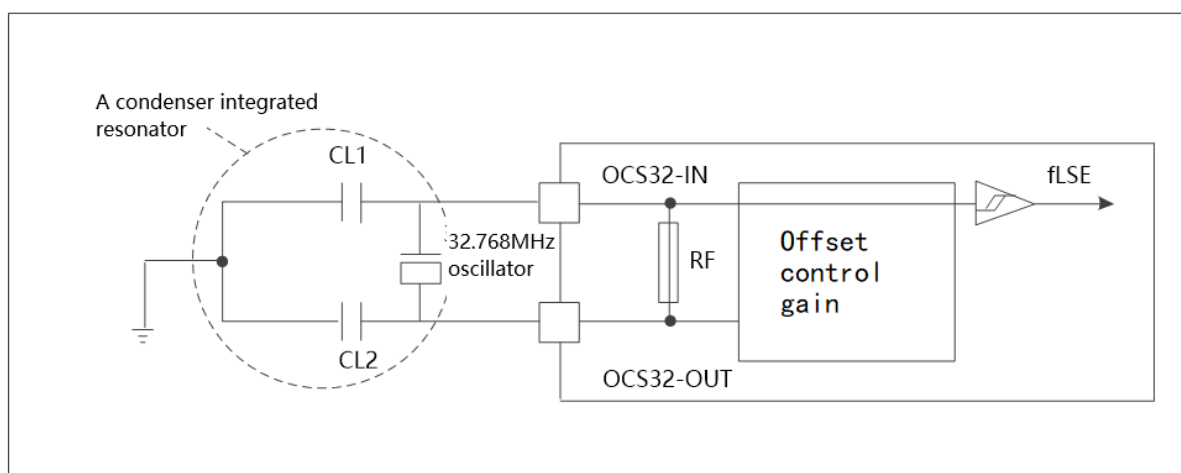 A condenser integrated
resonator
CL1
OCS32-IN
fLSE
32.768MHz
oscillator
RF
Offset
control
gain
CL2
OCS32-OUT